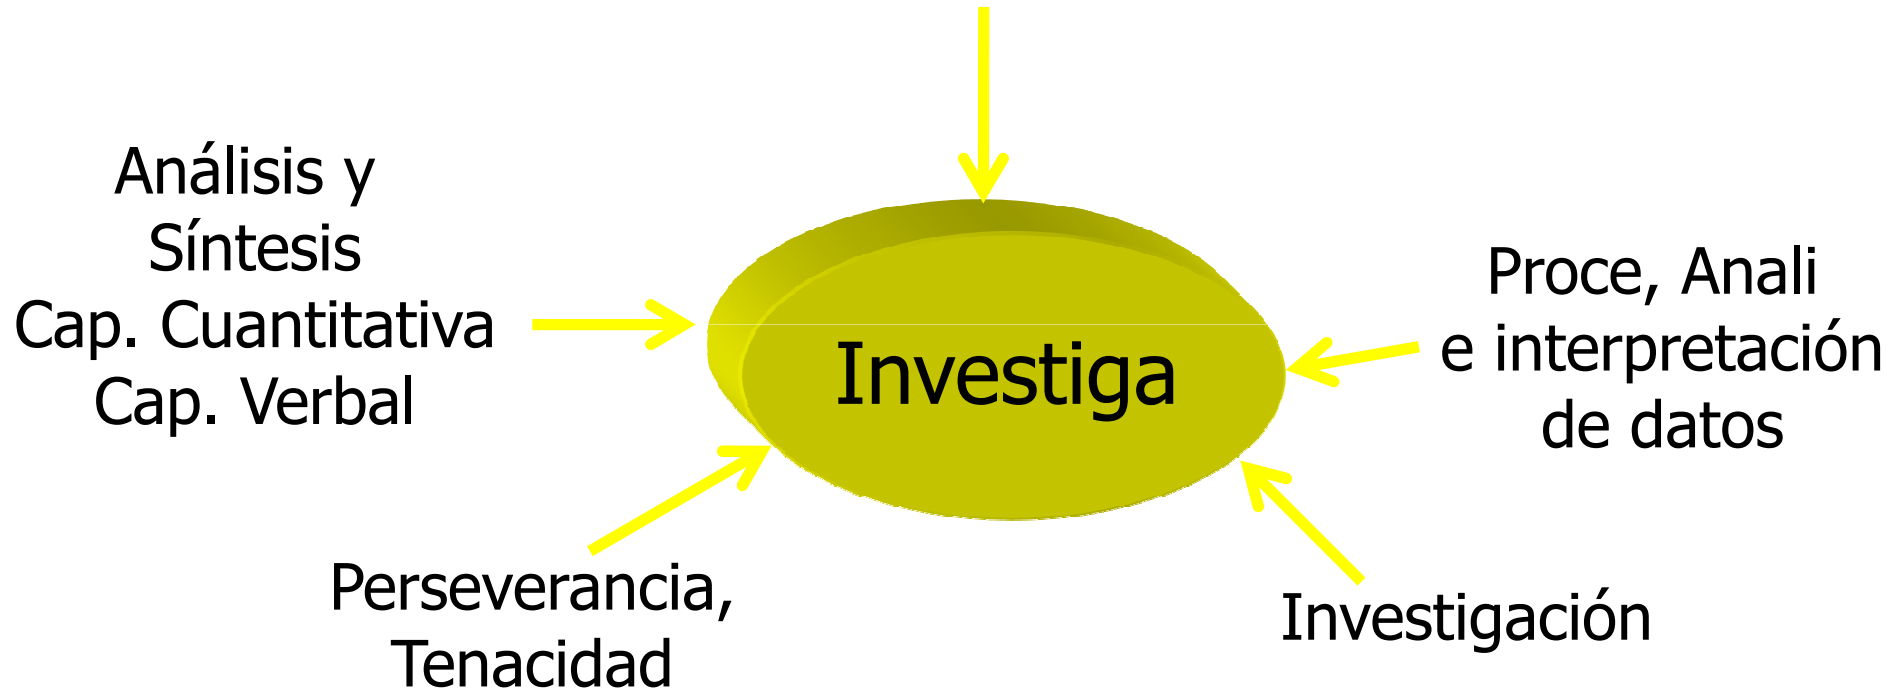 Análisis y
Síntesis
Cap. Cuantitativa
Cap. Verbal
Investiga
Proce, Anali
e interpretación
de datos
Perseverancia,
Tenacidad
Investigación